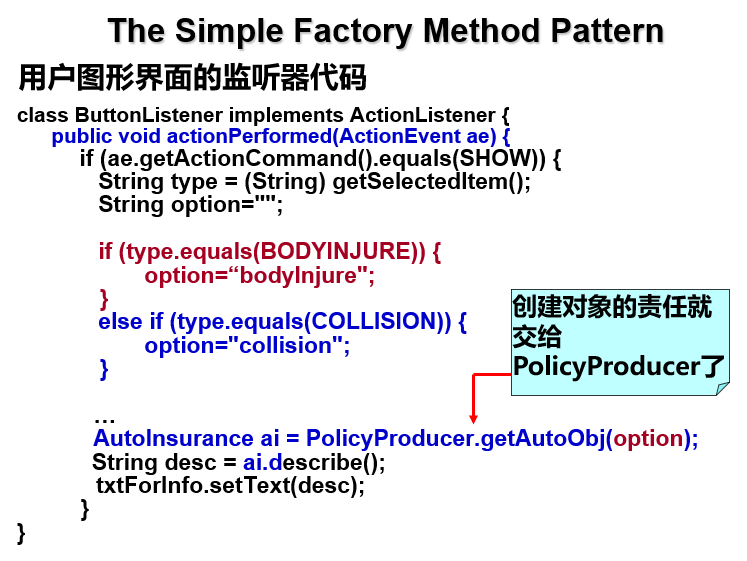 The Simple Factory Method Pattern
用户图形界面的监听器代码
class ButtonListener implements ActionListener {
public void actionPerformed(ActionEvent ae) {
if (ae.getActionCommand().equals(SHOW)) {
String type = (String) getSelectedItem();
String option="";
if (type.equals(BODYINJURE)) {
option=“bodyInjure";
}
else if (type.equals(COLLISION)) {
option="collision";
}
…
AutoInsurance ai = PolicyProducer.getAutoObj(option);
String desc = ai.describe();
txtForInfo.setText(desc);
}
}
创建对象的责任就
交给
PolicyProducer了